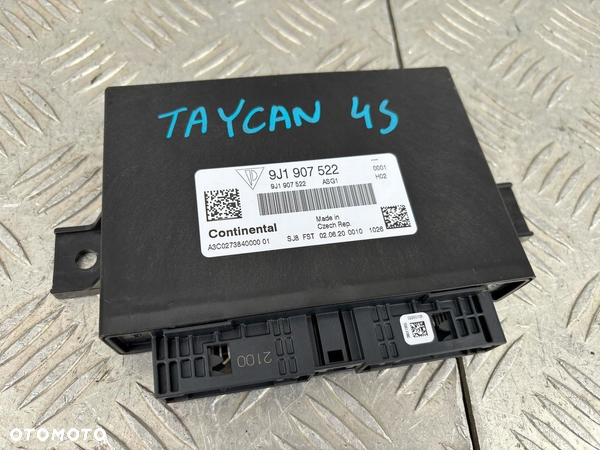 TAYCAN 4S
9J1 907 522
9J1 907 522 ASG1
0001
H02
Continental
Made in
Czech Rep.
A3C0273640000 01
SJ8 FST 02.06.20 0010 1026
2100
OTOMOTO